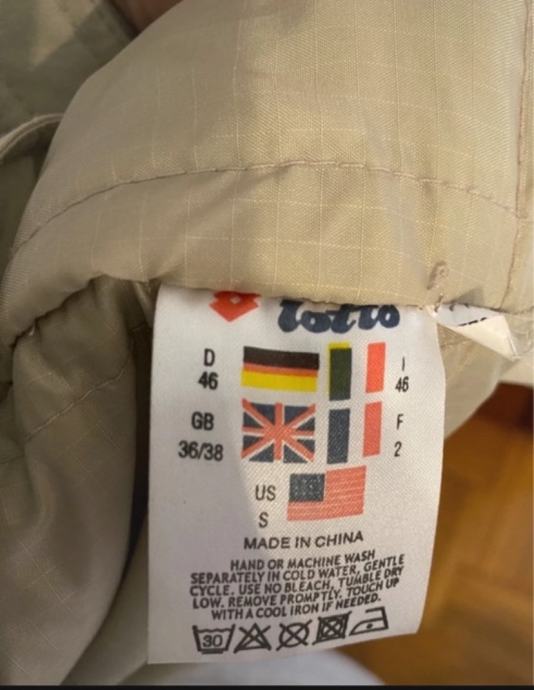 lotto
D I
46 46
GB F
36/38 2
US
S
MADE IN CHINA
HAND OR MACHINE WASH
SEPARATELY IN COLD WATER, GENTLE
CYCLE. USE NO BLEACH, TUMBLE DRY
LOW. REMOVE PROMPTLY. TOUCH UP
WITH A COOL IRON IF NEEDED.
30